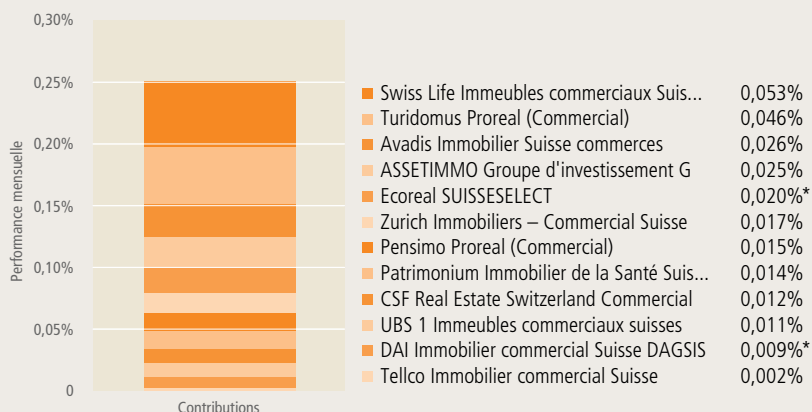 0,30%
0,25%
0,20%
0,15%
0,10%
0,05%
0
Performance mensuelle
Contributions
Swiss Life Immeubles commerciaux Suis... 0,053%
Turidomus Proreal (Commercial) 0,046%
Avadis Immobilier Suisse commerces 0,026%
ASSETIMMO Groupe d'investissement G 0,025%
Ecoreal SUISSESELECT 0,020%*
Zurich Immobiliers – Commercial Suisse 0,017%
Pensimo Proreal (Commercial) 0,015%
Patrimonium Immobilier de la Santé Suis... 0,014%
CSF Real Estate Switzerland Commercial 0,012%
UBS 1 Immeubles commerciaux suisses 0,011%
DAI Immobilier commercial Suisse DAGSIS 0,009%*
Tellco Immobilier commercial Suisse 0,002%